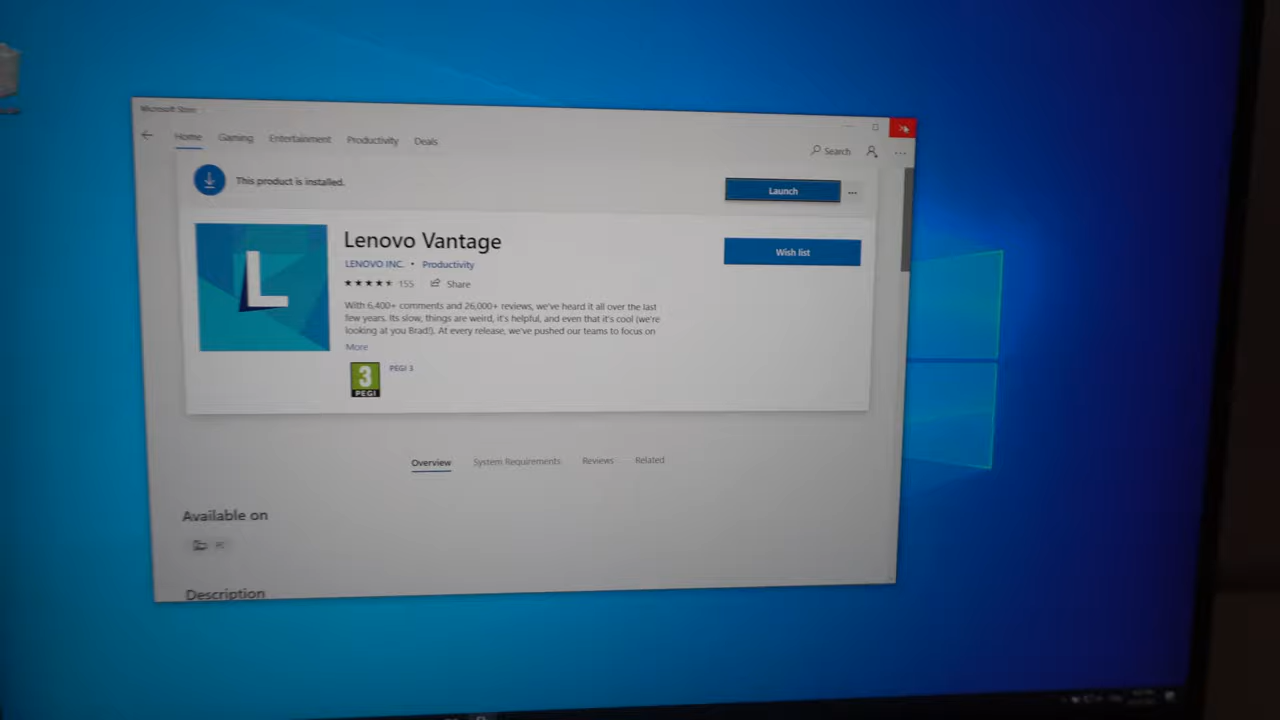 Microsoft Store
Home Gaming Entertainment Productivity Deals
Search
This product is installed.
Launch
L
Lenovo Vantage
Wish list
LENOVO INC. • Productivity
155 Share
With 6,400+ comments and 26,000+ reviews, we've heard it all over the last
few years. Its slow, things are weird, it's helpful, and even that it's cool (we're
looking at you Brad!). At every release, we've pushed our teams to focus on
More
3
PEGI
PEGI 3
Overview System Requirements Reviews Related
Available on
PC
Description